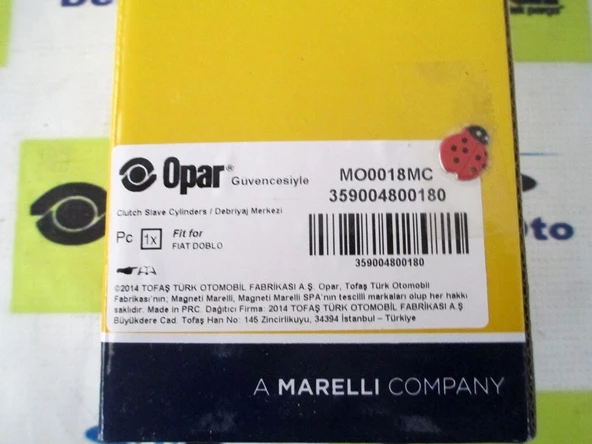 Opar® Güvencesiyle
MO0018MC
359004800180
Clutch Slave Cylinders / Debriyaj Merkezi
Pc 1x Fit for
FIAT DOBLO
359004800180
©2014 TOFAŞ TÜRK OTOMOBİL FABRİKASI A.Ş. Opar, Tofaş Türk Otomobil
Fabrikası'nın; Magneti Marelli, Magneti Marelli SPA'nın tescilli markaları olup her hakkı
saklıdır. Made in PRC. Dağıtıcı Firma: 2014 TOFAŞ TÜRK OTOMOBİL FABRİKASI A.Ş
Büyükdere Cad. Tofaş Han No: 145 Zincirlikuyu, 34394 İstanbul – Türkiye
A MARELLI COMPANY